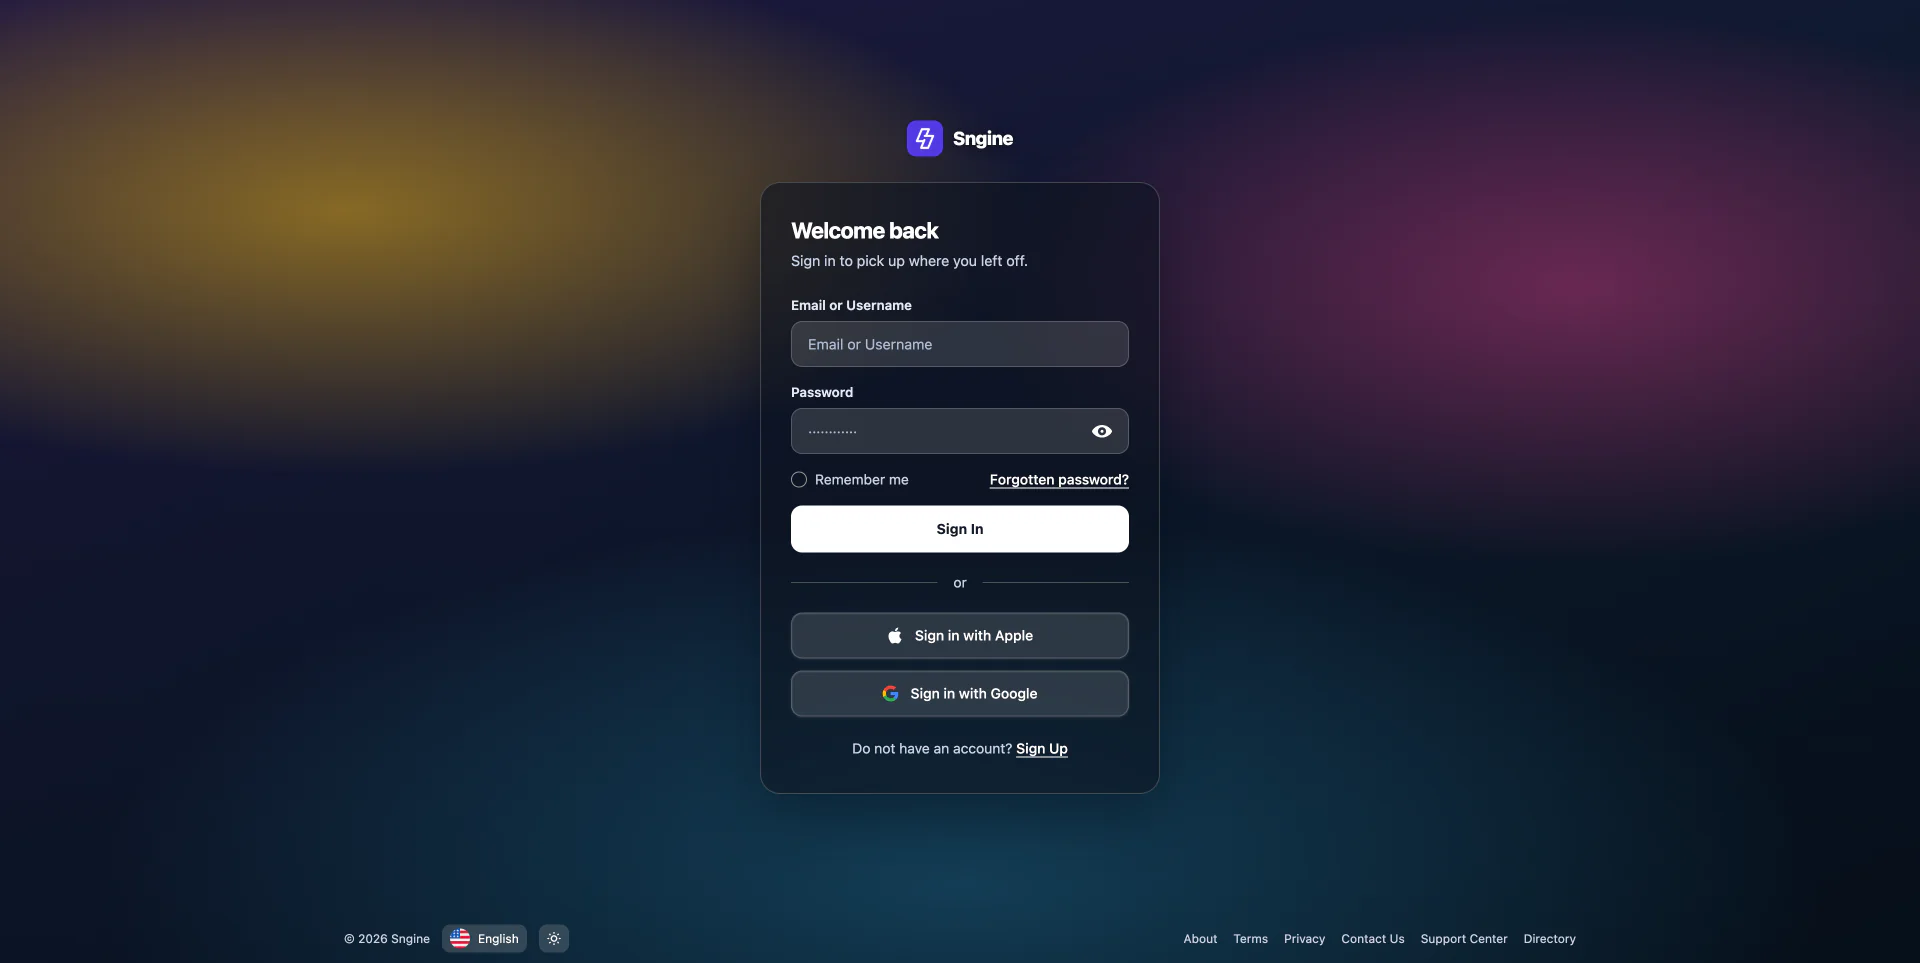 Sngine
Welcome back
Sign in to pick up where you left off.
Email or Username
Email or Username
Password
············
Remember me
Forgotten password?
Sign In
or
Sign in with Apple
Sign in with Google
Do not have an account? Sign Up
© 2026 Sngine
English
About
Terms
Privacy
Contact Us
Support Center
Directory